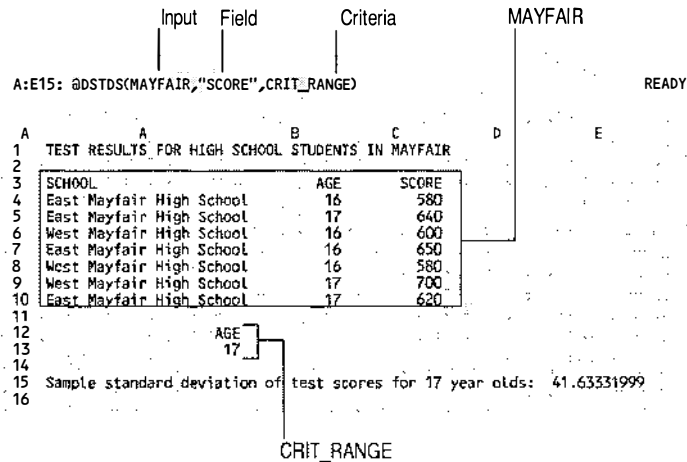 Input Field Criteria MAYFAIR
A:E15: @DSTDS(MAYFAIR,"SCORE",CRIT_RANGE) READY
A A B C D E
1 TEST RESULTS FOR HIGH SCHOOL STUDENTS IN MAYFAIR
2
3 SCHOOL AGE SCORE
4 East Mayfair High School 16 580
5 East Mayfair High School 17 640
6 West Mayfair High School 16 600
7 East Mayfair High School 16 650
8 West Mayfair High School 16 580
9 West Mayfair High School 17 700
10 East Mayfair High School 17 620
11
12 AGE
13 17
14
15 Sample standard deviation of test scores for 17 year olds: 41.63331999
16
CRIT_RANGE